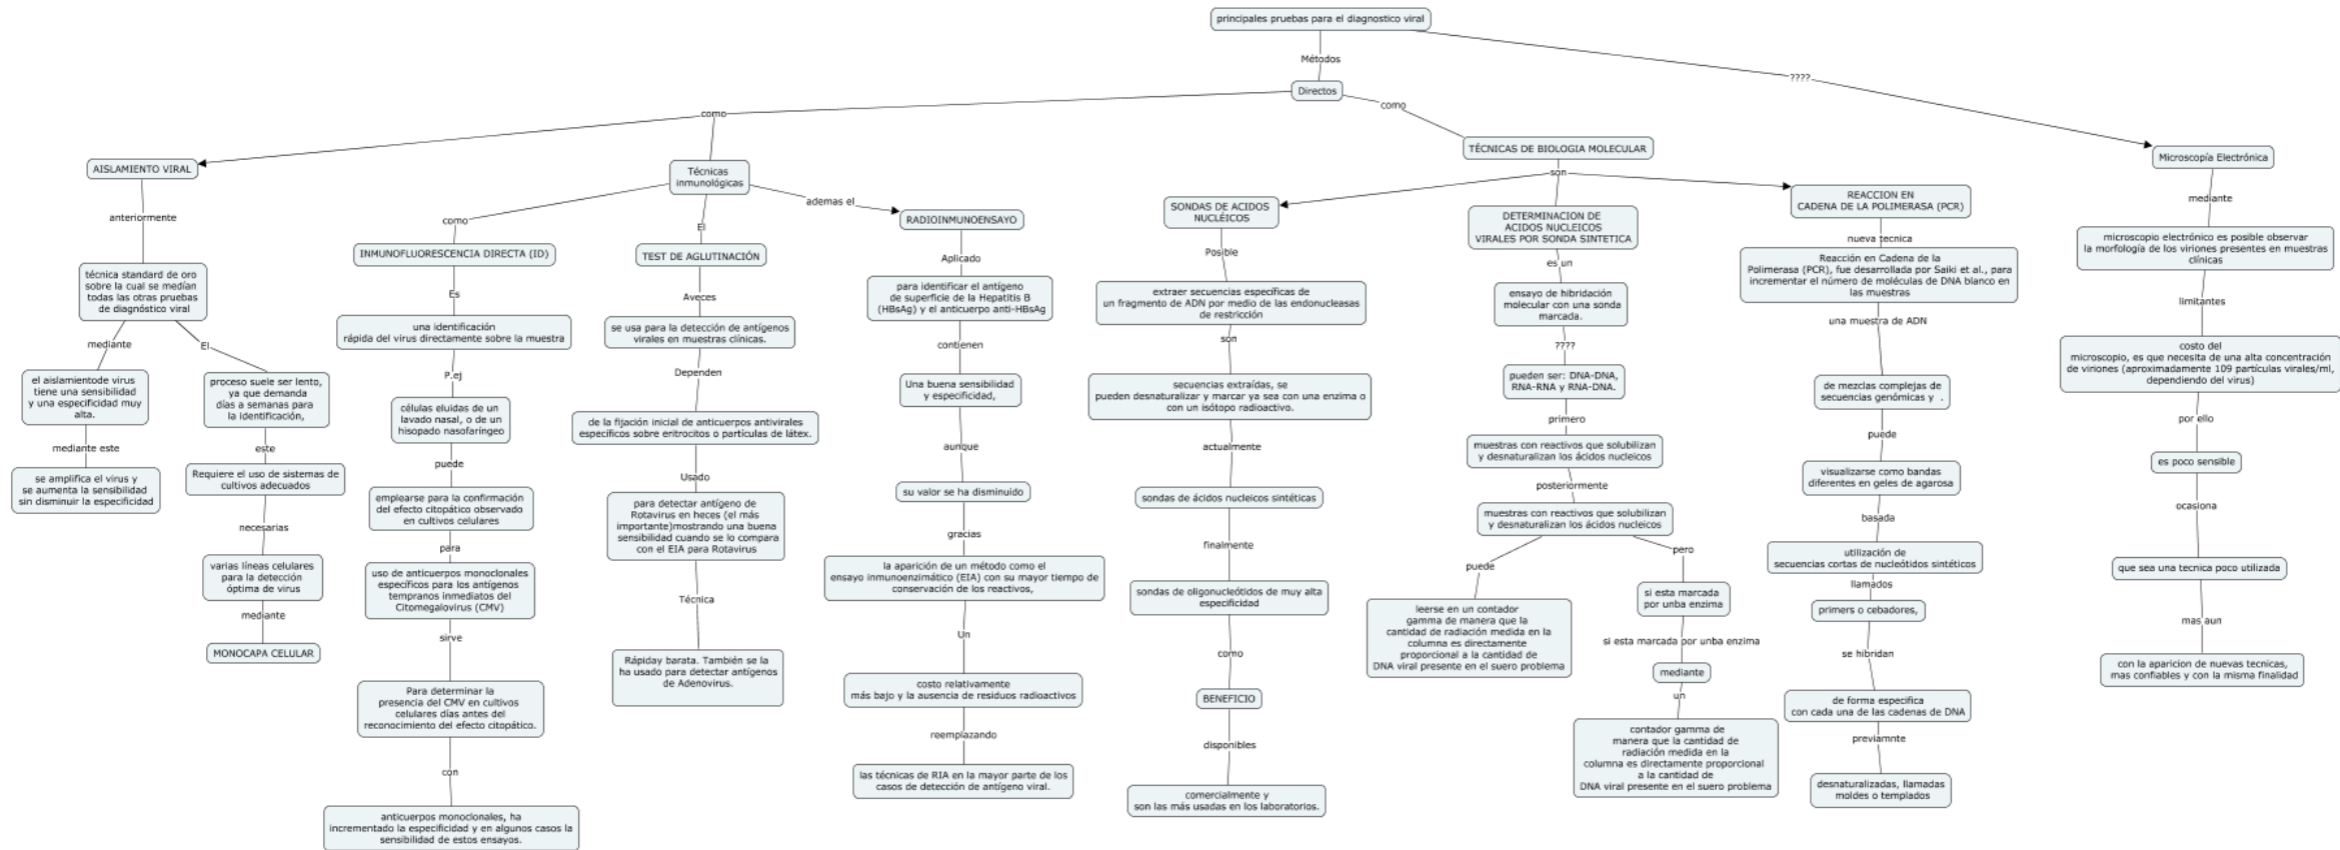 principales pruebas para el diagnostico viral
Métodos
????
Directos
como
como
AISLAMIENTO VIRAL
anteriormente
técnica standard de oro
sobre la cual se medían
todas las otras pruebas
de diagnóstico viral
mediante
El
el aislamientode virus
tiene una sensibilidad
y una especificidad muy
alta.
mediante este
se amplifica el virus y
se aumenta la sensibilidad
sin disminuir la especificidad
proceso suele ser lento,
ya que demanda
días a semanas para
la identificación,
este
Requiere el uso de sistemas de
cultivos adecuados
necesarias
varias líneas celulares
para la detección
óptima de virus
mediante
MONOCAPA CELULAR
Técnicas
inmunológicas
como
El
ademas el
INMUNOFLUORESCENCIA DIRECTA (ID)
Es
una identificación
rápida del virus directamente sobre la muestra
P.ej
células eluidas de un
lavado nasal, o de un
hisopado nasofaríngeo
puede
emplearse para la confirmación
del efecto citopático observado
en cultivos celulares
para
uso de anticuerpos monoclonales
específicos para los antígenos
tempranos inmediatos del
Citomegalovirus (CMV)
sirve
Para determinar la
presencia del CMV en cultivos
celulares días antes del
reconocimiento del efecto citopático.
con
anticuerpos monoclonales, ha
incrementado la especificidad y en algunos casos la
sensibilidad de estos ensayos.
TEST DE AGLUTINACIÓN
Aveces
se usa para la detección de antígenos
virales en muestras clínicas.
Dependen
de la fijación inicial de anticuerpos antivirales
específicos sobre eritrocitos o partículas de látex.
Usado
para detectar antígeno de
Rotavirus en heces (el más
importante)mostrando una buena
sensibilidad cuando se lo compara
con el EIA para Rotavirus
Técnica
Rápiday barata. También se la
ha usado para detectar antígenos
de Adenovirus.
RADIOINMUNOENSAYO
Aplicado
para identificar el antígeno
de superficie de la Hepatitis B
(HBsAg) y el anticuerpo anti-HBsAg
contienen
Una buena sensibilidad
y especificidad,
aunque
su valor se ha disminuido
gracias
la aparición de un método como el
ensayo inmunoenzimático (EIA) con su mayor tiempo de
conservación de los reactivos,
Un
costo relativamente
más bajo y la ausencia de residuos radioactivos
reemplazando
las técnicas de RIA en la mayor parte de los
casos de detección de antígeno viral.
TÉCNICAS DE BIOLOGIA MOLECULAR
son
SONDAS DE ACIDOS
NUCLÉICOS
Posible
extraer secuencias específicas de
un fragmento de ADN por medio de las endonucleasas
de restricción
son
secuencias extraídas, se
pueden desnaturalizar y marcar ya sea con una enzima o
con un isótopo radioactivo.
actualmente
sondas de ácidos nucleicos sintéticas
finalmente
sondas de oligonucleótidos de muy alta
especificidad
como
BENEFICIO
disponibles
comercialmente y
son las más usadas en los laboratorios.
DETERMINACION DE
ACIDOS NUCLEICOS
VIRALES POR SONDA SINTETICA
es un
ensayo de hibridación
molecular con una sonda
marcada.
????
pueden ser: DNA-DNA,
RNA-RNA y RNA-DNA.
primero
muestras con reactivos que solubilizan
y desnaturalizan los ácidos nucleicos
posteriormente
muestras con reactivos que solubilizan
y desnaturalizan los ácidos nucleicos
puede
pero
leerse en un contador
gamma de manera que la
cantidad de radiación medida en la
columna es directamente
proporcional a la cantidad de
DNA viral presente en el suero problema
si esta marcada
por unba enzima
si esta marcada por unba enzima
mediante
un
contador gamma de
manera que la cantidad de
radiación medida en la
columna es directamente proporcional
a la cantidad de
DNA viral presente en el suero problema
REACCION EN
CADENA DE LA POLIMERASA (PCR)
nueva tecnica
Reacción en Cadena de la
Polimerasa (PCR), fue desarrollada por Saiki et al., para
incrementar el número de moléculas de DNA blanco en
las muestras
una muestra de ADN
de mezclas complejas de
secuencias genómicas y .
puede
visualizarse como bandas
diferentes en geles de agarosa
basada
utilización de
secuencias cortas de nucleótidos sintéticos
llamados
primers o cebadores,
se hibridan
de forma especifica
con cada una de las cadenas de DNA
previamnte
desnaturalizadas, llamadas
moldes o templados
Microscopía Electrónica
mediante
microscopio electrónico es posible observar
la morfología de los viriones presentes en muestras
clínicas
limitantes
costo del
microscopio, es que necesita de una alta concentración
de viriones (aproximadamente 109 partículas virales/ml,
dependiendo del virus)
por ello
es poco sensible
ocasiona
que sea una tecnica poco utilizada
mas aun
con la aparicion de nuevas tecnicas,
mas confiables y con la misma finalidad